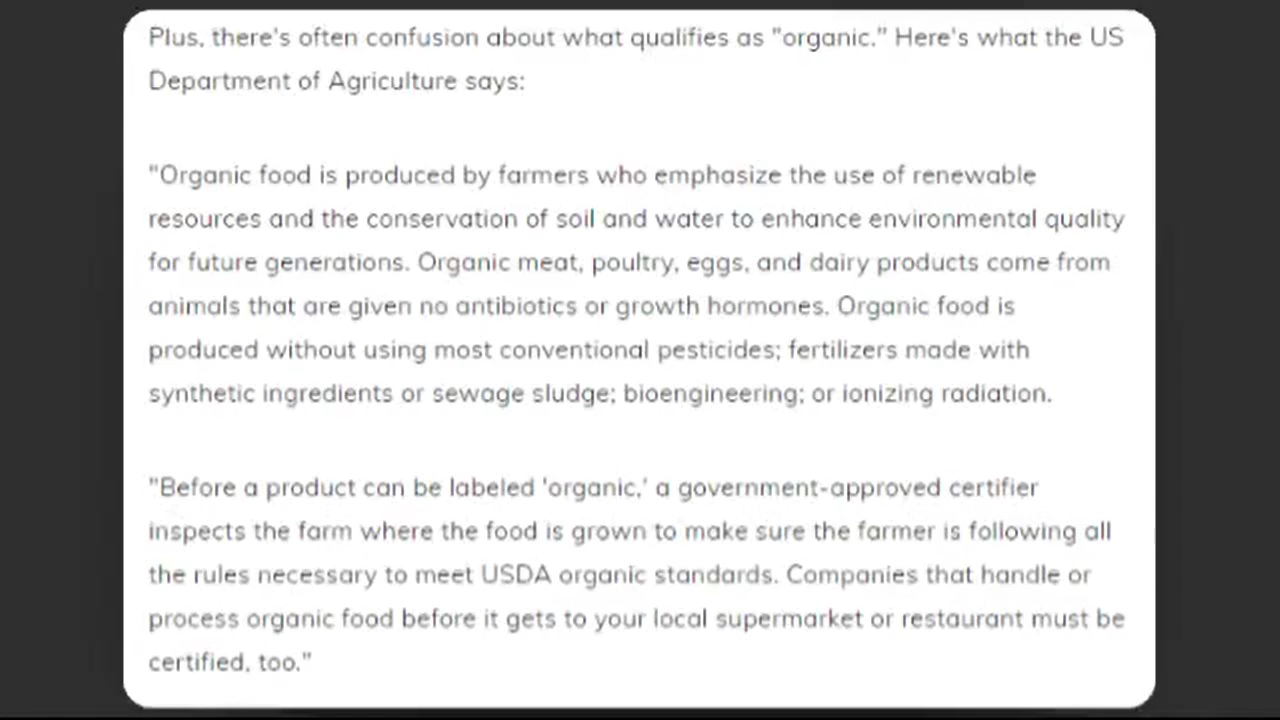 Plus, there's often confusion about what qualifies as "organic." Here's what the US
Department of Agriculture says:
"Organic food is produced by farmers who emphasize the use of renewable
resources and the conservation of soil and water to enhance environmental quality
for future generations. Organic meat, poultry, eggs, and dairy products come from
animals that are given no antibiotics or growth hormones. Organic food is
produced without using most conventional pesticides; fertilizers made with
synthetic ingredients or sewage sludge; bioengineering; or ionizing radiation.
"Before a product can be labeled 'organic,' a government-approved certifier
inspects the farm where the food is grown to make sure the farmer is following all
the rules necessary to meet USDA organic standards. Companies that handle or
process organic food before it gets to your local supermarket or restaurant must be
certified, too."